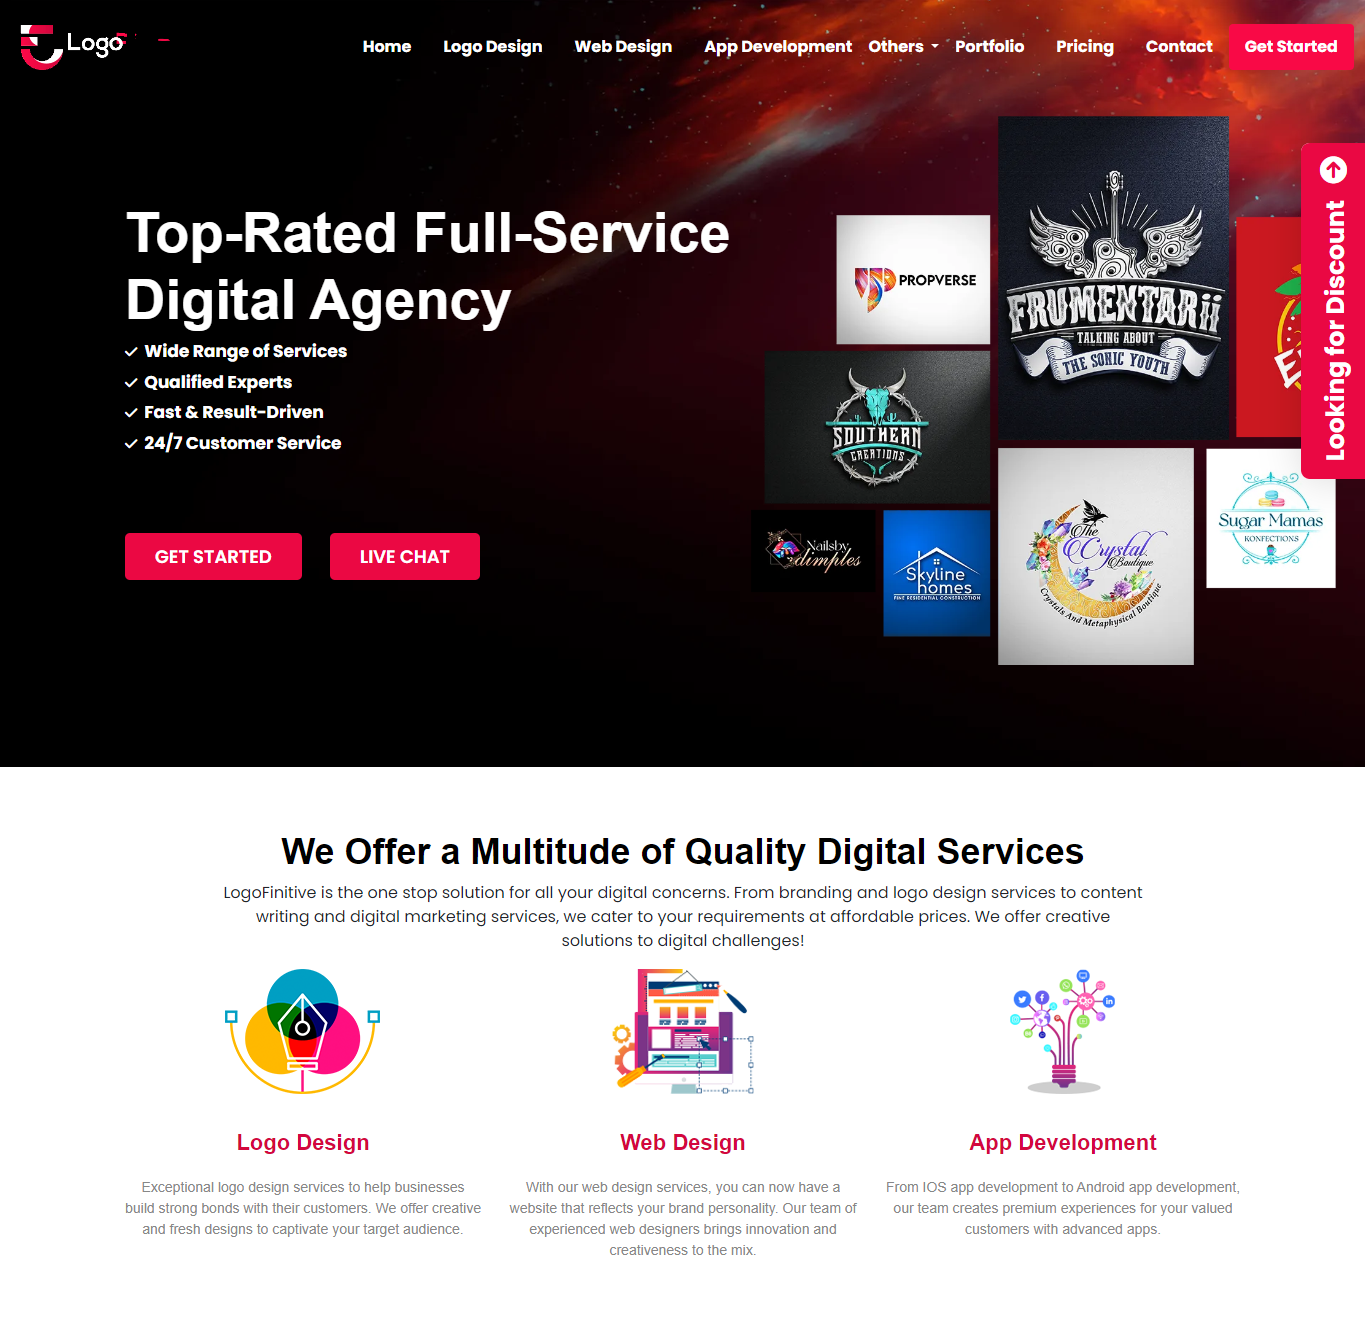 Logo
Home
Logo Design
Web Design
App Development
Others
Portfolio
Pricing
Contact
Get Started
Looking for Discount
Top-Rated Full-Service
Digital Agency
Wide Range of Services
Qualified Experts
Fast & Result-Driven
24/7 Customer Service
GET STARTED
LIVE CHAT
PROPVERSE
FRUMENTARii
TALKING ABOUT
THE SONIC YOUTH
SOUTHERN
CREATIONS
Nailsby
dimples
Skyline
homes
FINE RESIDENTIAL CONSTRUCTION
The
Crystal
Boutique
Crystals And Metaphysical Boutique
Sugar Mamas
KONFECTIONS
We Offer a Multitude of Quality Digital Services
LogoFinitive is the one stop solution for all your digital concerns. From branding and logo design services to content
writing and digital marketing services, we cater to your requirements at affordable prices. We offer creative
solutions to digital challenges!
Logo Design
Exceptional logo design services to help businesses
build strong bonds with their customers. We offer creative
and fresh designs to captivate your target audience.
Web Design
With our web design services, you can now have a
website that reflects your brand personality. Our team of
experienced web designers brings innovation and
creativeness to the mix.
App Development
From IOS app development to Android app development,
our team creates premium experiences for your valued
customers with advanced apps.